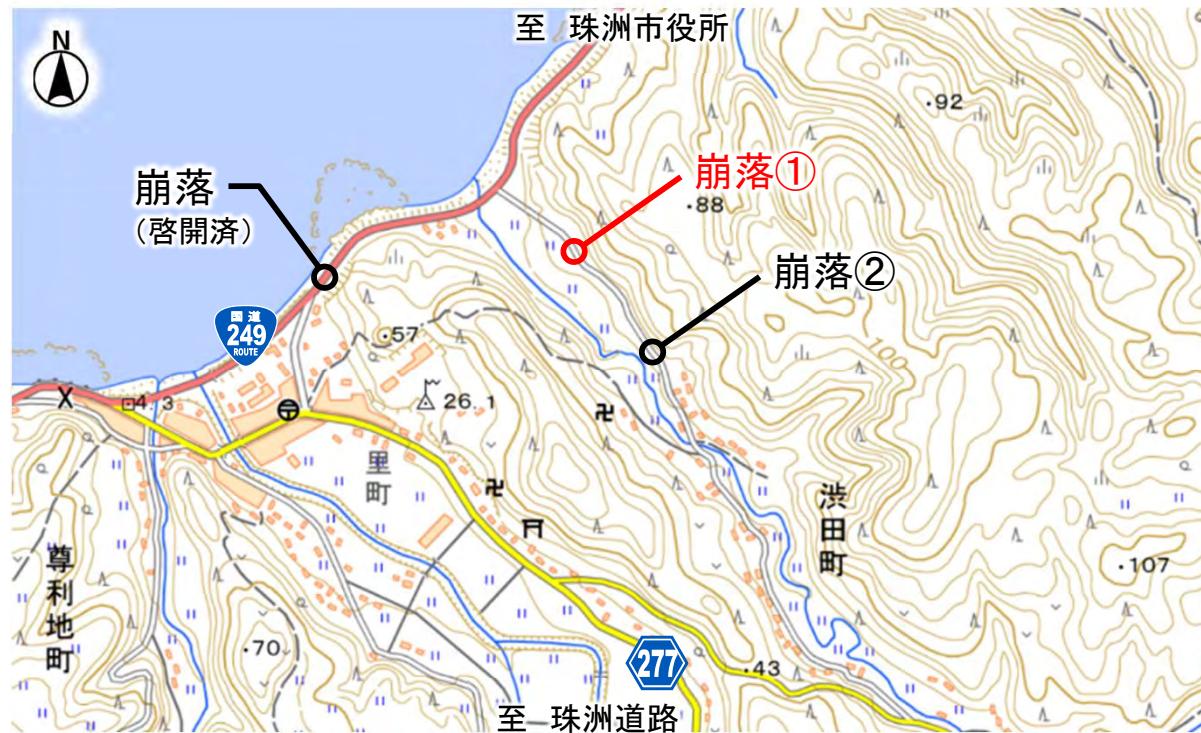 至 珠洲市役所
N
・92
崩落①
崩落
（啓開済）
・88
崩落②
国道
249
ROUTE
・57
100
4.3
26.1
里町
渋田町
尊利地町
・107
・70
277
・43
至 珠洲道路